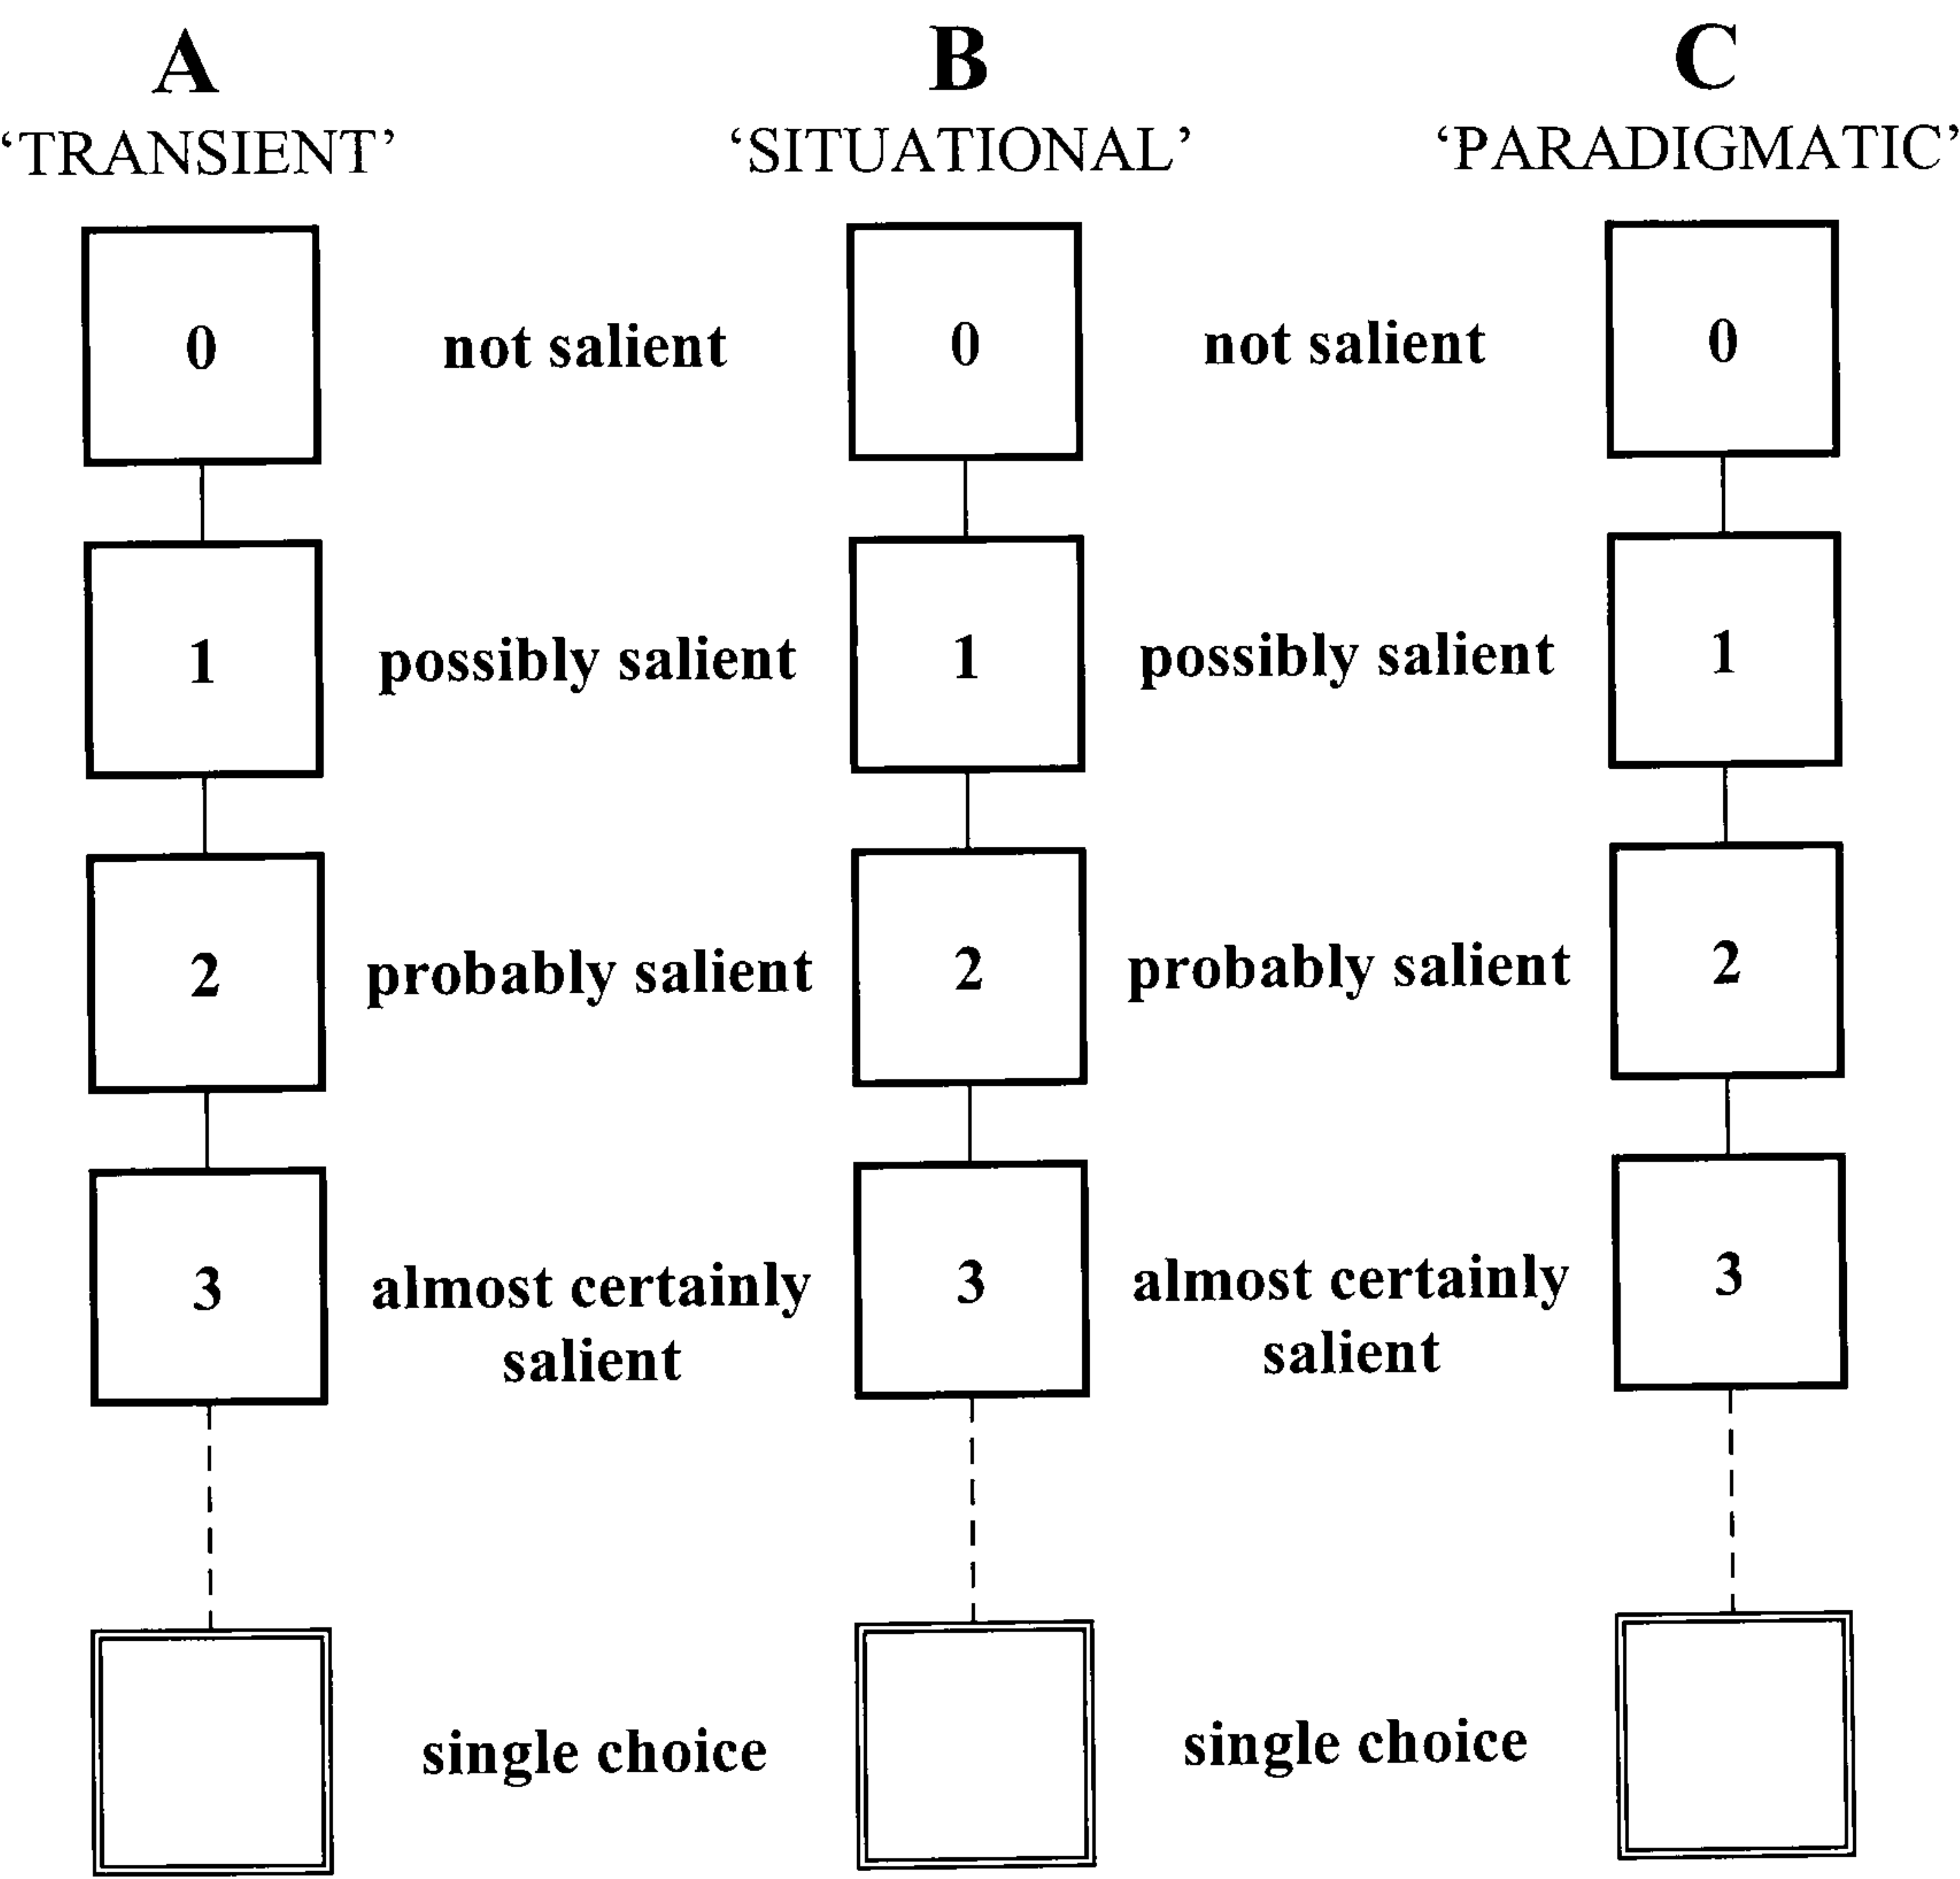 A B C
‘TRANSIENT’ ‘SITUATIONAL’ ‘PARADIGMATIC’
0 not salient 0 not salient 0
1 possibly salient 1 possibly salient 1
2 probably salient 2 probably salient 2
3 almost certainly 3 almost certainly 3
salient salient
single choice single choice